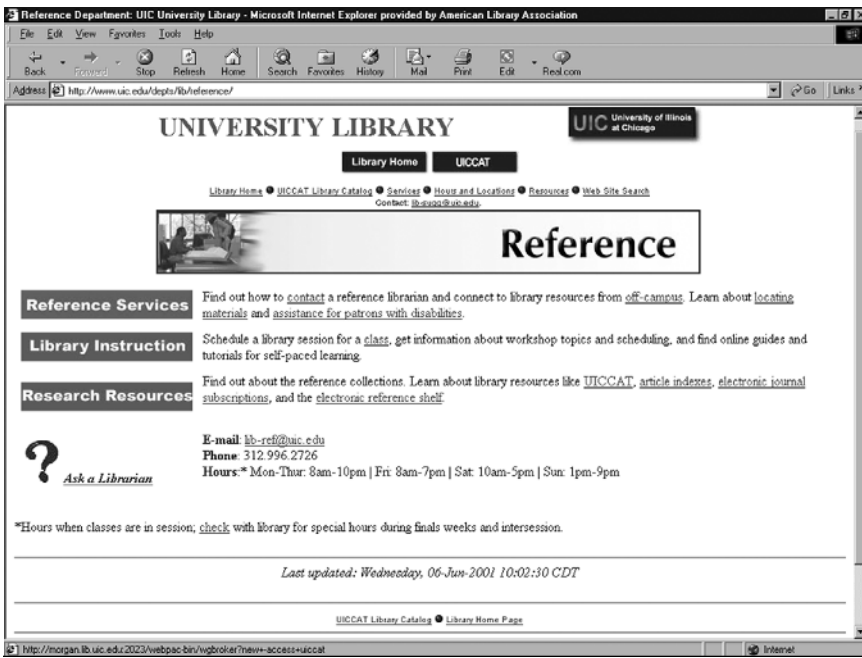 Reference Department: UIC University Library - Microsoft Internet Explorer provided by American Library Association
File Edit View Favorites Tools Help
Back Forward Stop Refresh Home Search Favorites History Mail Print Edit Real.com
Address http://www.uic.edu/depts/lib/reference/ Go Links
UNIVERSITY LIBRARY
UIC University of Illinois
at Chicago
Library Home UICCAT
Library Home UICCAT Library Catalog Services Hours and Locations Resources Web Site Search
Contact: lib-sugg@uic.edu.
Reference
Reference Services
Find out how to contact a reference librarian and connect to library resources from off-campus. Learn about locating
materials and assistance for patrons with disabilities.
Library Instruction
Schedule a library session for a class, get information about workshop topics and scheduling, and find online guides and
tutorials for self-paced learning.
Research Resources
Find out about the reference collections. Learn about library resources like UICCAT, article indexes, electronic journal
subscriptions, and the electronic reference shelf.
? Ask a Librarian
E-mail: lib-ref@uic.edu
Phone: 312.996.2726
Hours:* Mon-Thur: 8am-10pm | Fri: 8am-7pm | Sat: 10am-5pm | Sun: 1pm-9pm
*Hours when classes are in session; check with library for special hours during finals weeks and intersession.
Last updated: Wednesday, 06-Jun-2001 10:02:30 CDT
UICCAT Library Catalog Library Home Page
http://morgan.lib.uic.edu:2023/webpac-bin/wgbroker?new+-access+uiccat Internet